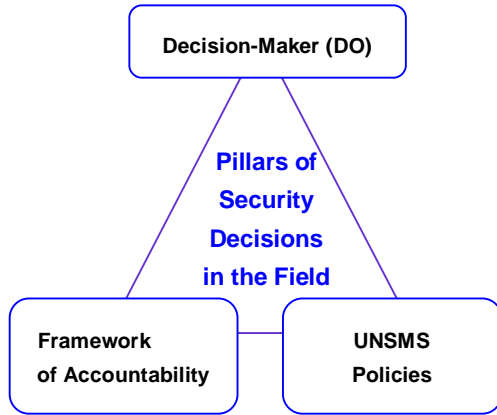 Decision-Maker (DO)
Pillars of
Security
Decisions
in the Field
Framework
of Accountability
UNSMS
Policies